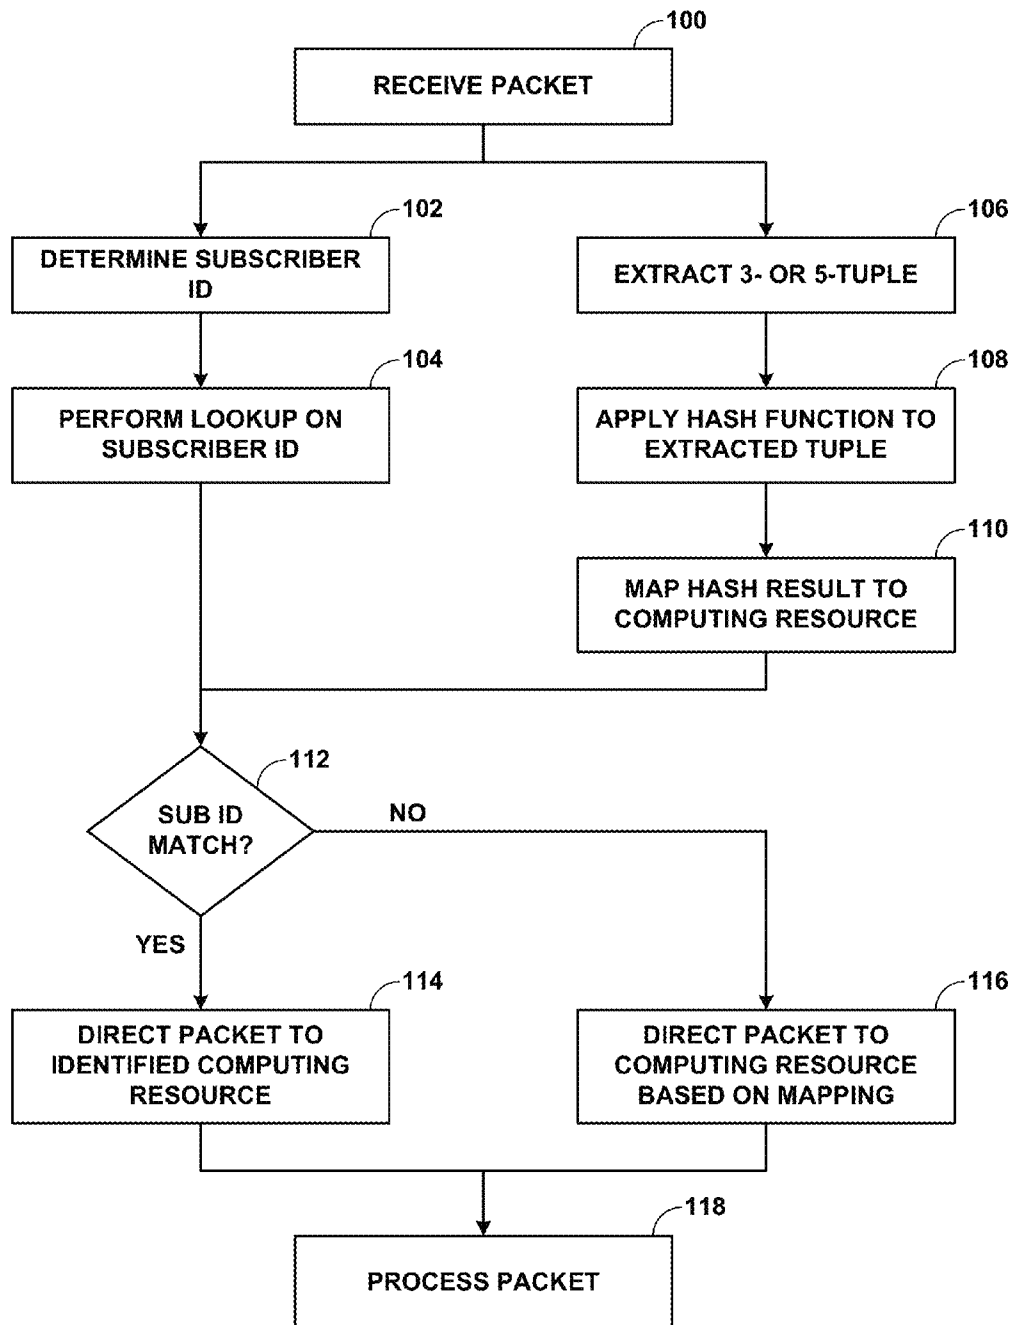 100
RECEIVE PACKET
102
DETERMINE SUBSCRIBER
ID
106
EXTRACT 3- OR 5-TUPLE
104
PERFORM LOOKUP ON
SUBSCRIBER ID
108
APPLY HASH FUNCTION TO
EXTRACTED TUPLE
110
MAP HASH RESULT TO
COMPUTING RESOURCE
112
SUB ID
MATCH?
NO
YES
114
DIRECT PACKET TO
IDENTIFIED COMPUTING
RESOURCE
116
DIRECT PACKET TO
COMPUTING RESOURCE
BASED ON MAPPING
118
PROCESS PACKET